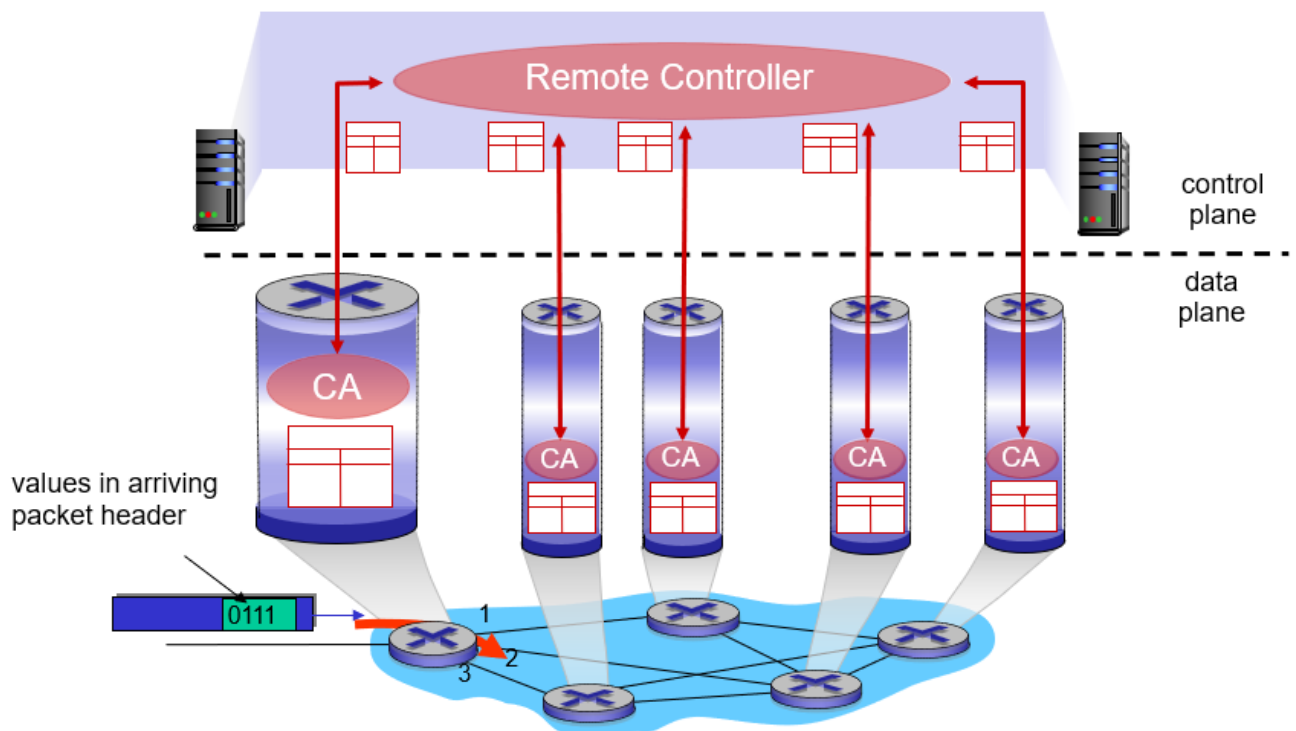 Remote Controller
control
plane
data
plane
CA
CA
CA
CA
CA
values in arriving
packet header
0111
1
2
3